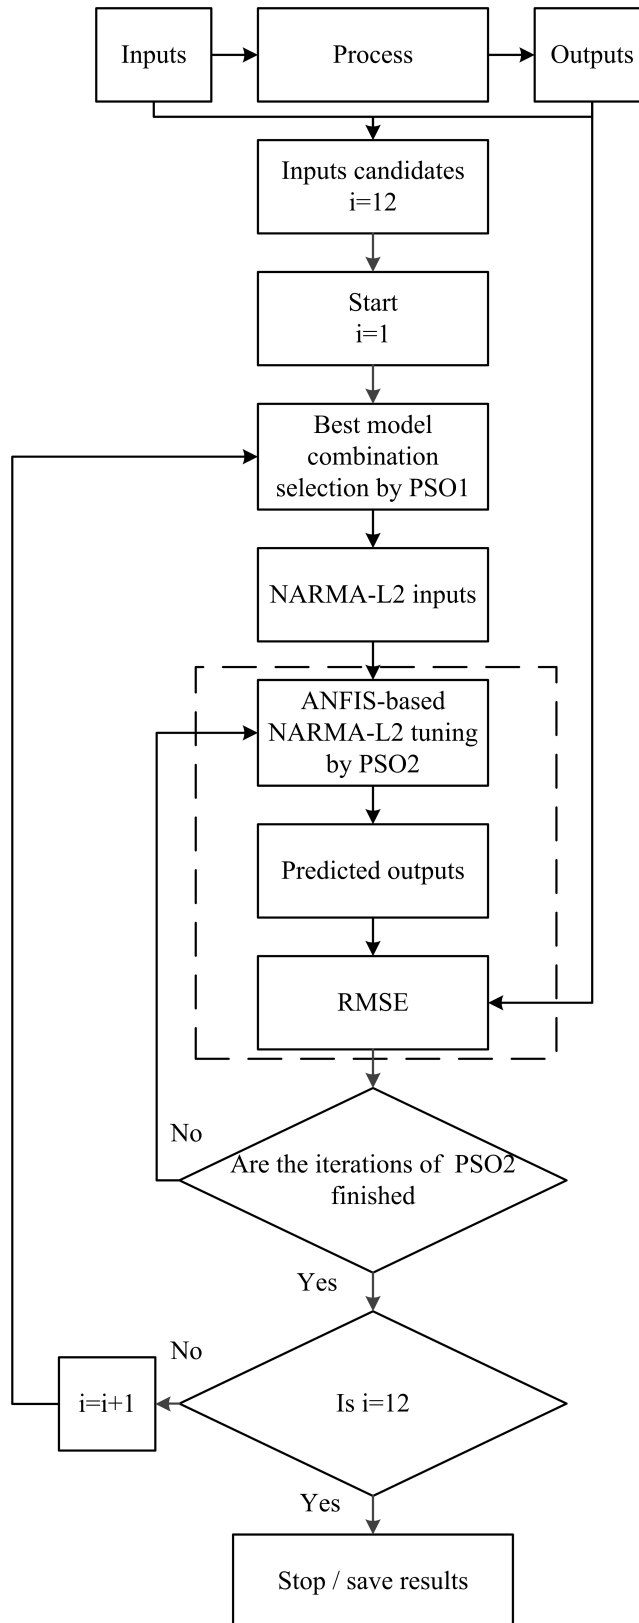 Inputs
Process
Outputs
Inputs candidates
i=12
Start
i=1
Best model
combination
selection by PSO1
NARMA-L2 inputs
ANFIS-based
NARMA-L2 tuning
by PSO2
Predicted outputs
RMSE
No
Are the iterations of PSO2
finished
Yes
No
i=i+1
Is i=12
Yes
Stop / save results